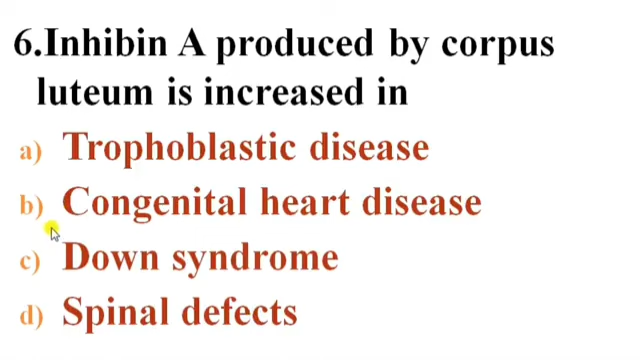 6.Inhibin A produced by corpus
luteum is increased in
a) Trophoblastic disease
b) Congenital heart disease
c) Down syndrome
d) Spinal defects